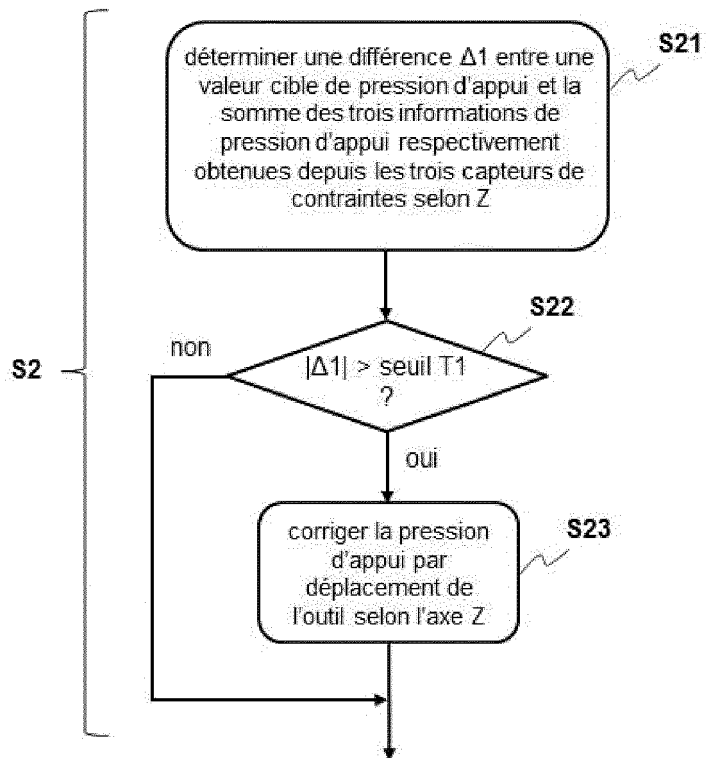 déterminer une différence Δ1 entre une
valeur cible de pression d'appui et la
somme des trois informations de
pression d'appui respectivement
obtenues depuis les trois capteurs de
contraintes selon Z
S21
S22
non
|Δ1| > seuil T1
?
S2
oui
corriger la pression
d'appui par
déplacement de
l'outil selon l'axe Z
S23